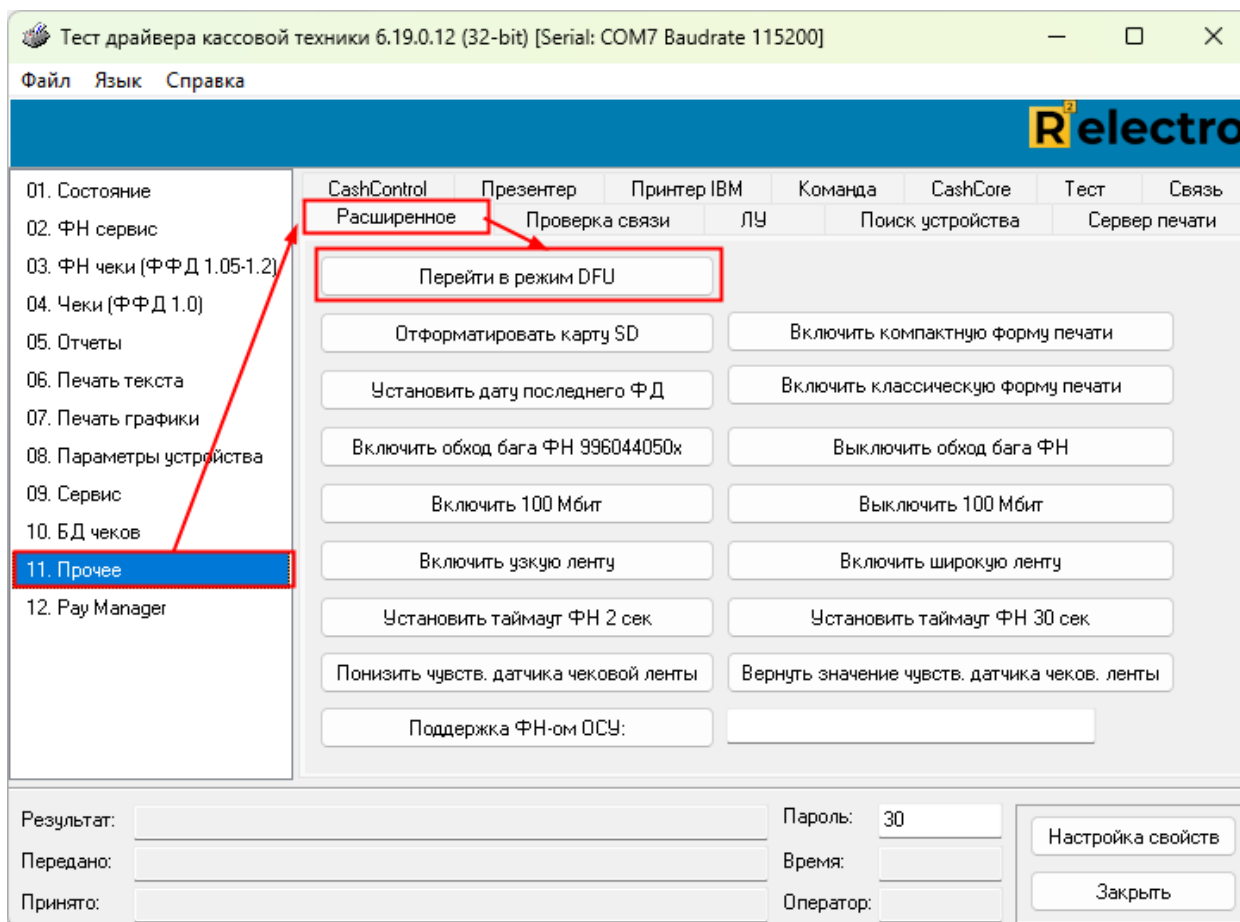 Тест драйвера кассовой техники 6.19.0.12 (32-bit) [Serial: COM7 Baudrate 115200]
Файл Язык Справка
R2 electro
01. Состояние
02. ФН сервис
03. ФН чеки (ФФД 1.05-1.2)
04. Чеки (ФФД 1.0)
05. Отчеты
06. Печать текста
07. Печать графики
08. Параметры устройства
09. Сервис
10. БД чеков
11. Прочее
12. Pay Manager
CashControl Презентер Принтер IBM Команда CashCore Тест Связь
Расширенное Проверка связи ЛУ Поиск устройства Сервер печати
Перейти в режим DFU
Отформатировать карту SD Включить компактную форму печати
Установить дату последнего ФД Включить классическую форму печати
Включить обход бага ФН 996044050x Выключить обход бага ФН
Включить 100 Мбит Выключить 100 Мбит
Включить узкую ленту Включить широкую ленту
Установить таймаут ФН 2 сек Установить таймаут ФН 30 сек
Понизить чувств. датчика чековой ленты Вернуть значение чувств. датчика чеков. ленты
Поддержка ФН-ом ОСУ:
Результат: Пароль: 30 Настройка свойств
Передано: Время:
Принято: Оператор: Закрыть